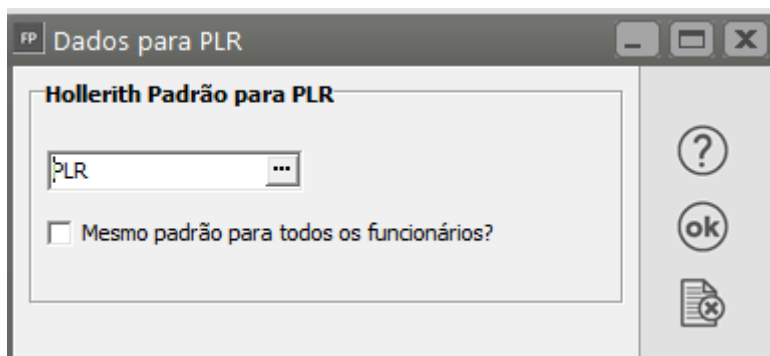 FP Dados para PLR
Hollerith Padrão para PLR
PLR ...
Mesmo padrão para todos os funcionários?
?
ok